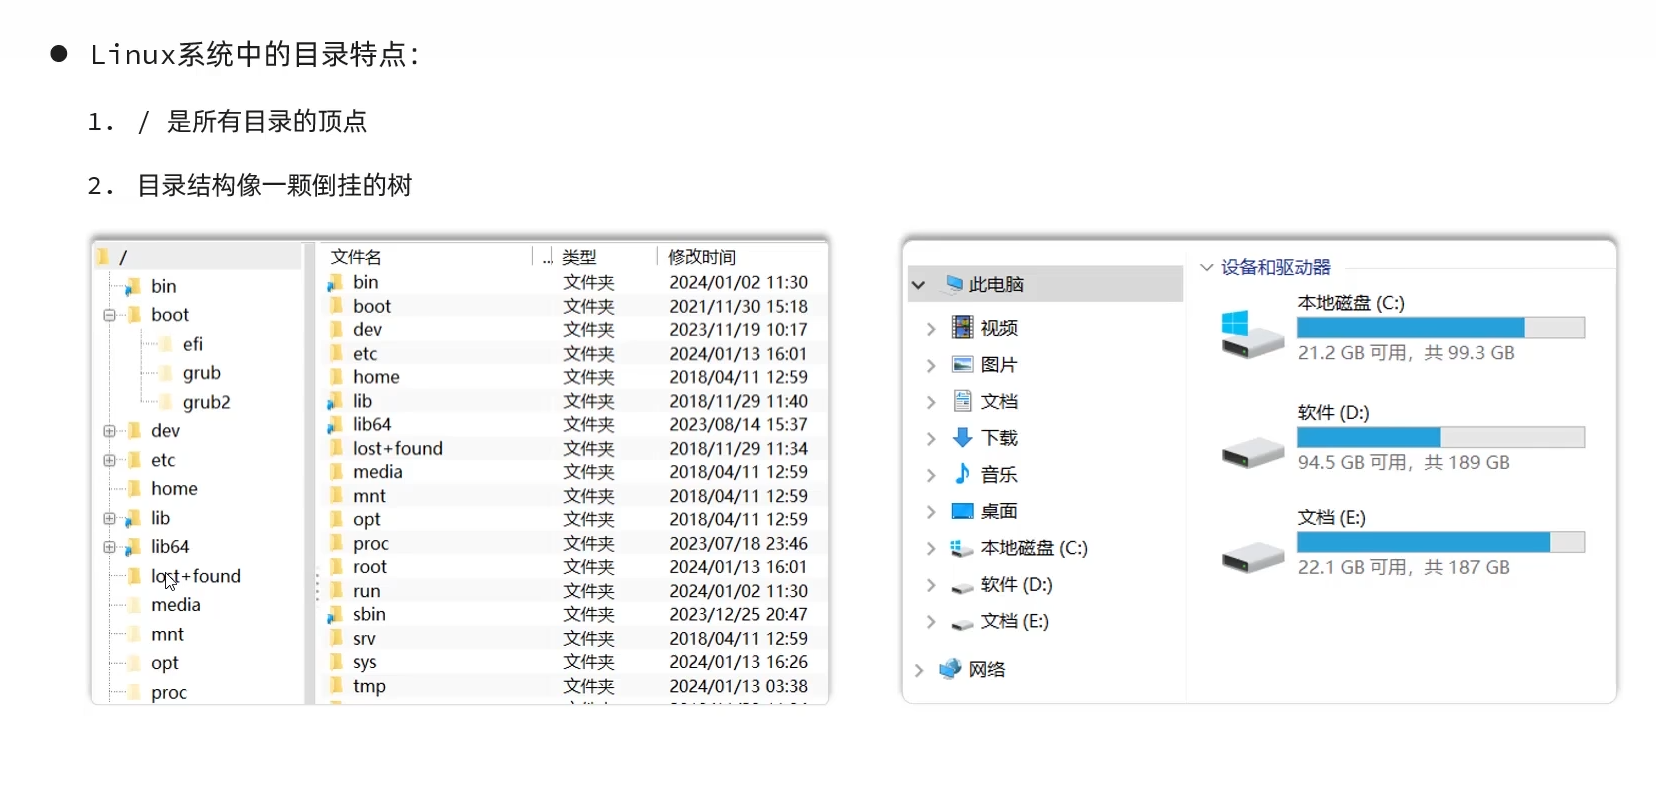 ● Linux系统中的目录特点：
1. / 是所有目录的顶点
2. 目录结构像一颗倒挂的树
/
bin
boot
efi
grub
grub2
dev
etc
home
lib
lib64
lost+found
media
mnt
opt
proc
文件名 .. 类型 修改时间
bin 文件夹 2024/01/02 11:30
boot 文件夹 2021/11/30 15:18
dev 文件夹 2023/11/19 10:17
etc 文件夹 2024/01/13 16:01
home 文件夹 2018/04/11 12:59
lib 文件夹 2018/11/29 11:40
lib64 文件夹 2023/08/14 15:37
lost+found 文件夹 2018/11/29 11:34
media 文件夹 2018/04/11 12:59
mnt 文件夹 2018/04/11 12:59
opt 文件夹 2018/04/11 12:59
proc 文件夹 2023/07/18 23:46
root 文件夹 2024/01/13 16:01
run 文件夹 2024/01/02 11:30
sbin 文件夹 2023/12/25 20:47
srv 文件夹 2018/04/11 12:59
sys 文件夹 2024/01/13 16:26
tmp 文件夹 2024/01/13 03:38
此电脑
视频
图片
文档
下载
音乐
桌面
本地磁盘 (C:)
软件 (D:)
文档 (E:)
网络
设备和驱动器
本地磁盘 (C:)
21.2 GB 可用，共 99.3 GB
软件 (D:)
94.5 GB 可用，共 189 GB
文档 (E:)
22.1 GB 可用，共 187 GB